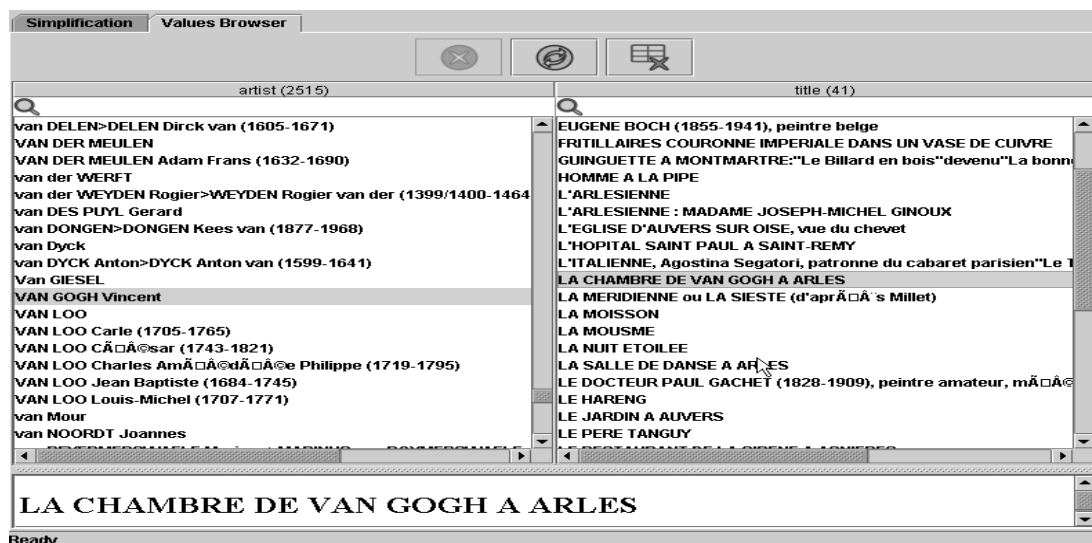 Simplification Values Browser
artist (2515)
van DELEN>DELEN Dirck van (1605-1671)
VAN DER MEULEN
VAN DER MEULEN Adam Frans (1632-1690)
van der WERFT
van der WEYDEN Rogier>WEYDEN Rogier van der (1399/1400-1464
van DES PUYL Gerard
van DONGEN>DONGEN Kees van (1877-1968)
van Dyck
van DYCK Anton>DYCK Anton van (1599-1641)
Van GIESEL
VAN GOGH Vincent
VAN LOO
VAN LOO Carle (1705-1765)
VAN LOO CÃ□Â©sar (1743-1821)
VAN LOO Charles AmÃ□Â©dÃ□Â©e Philippe (1719-1795)
VAN LOO Jean Baptiste (1684-1745)
VAN LOO Louis-Michel (1707-1771)
van Mour
van NOORDT Joannes
title (41)
EUGENE BOCH (1855-1941), peintre belge
FRITILLAIRES COURONNE IMPERIALE DANS UN VASE DE CUIVRE
GUINGUETTE A MONTMARTRE:"Le Billard en bois"devenu"La bonn
HOMME A LA PIPE
L'ARLESIENNE
L'ARLESIENNE : MADAME JOSEPH-MICHEL GINOUX
L'EGLISE D'AUVERS SUR OISE, vue du chevet
L'HOPITAL SAINT PAUL A SAINT-REMY
L'ITALIENNE, Agostina Segatori, patronne du cabaret parisien"Le T
LA CHAMBRE DE VAN GOGH A ARLES
LA MERIDIENNE ou LA SIESTE (d'aprÃ□Â¨s Millet)
LA MOISSON
LA MOUSME
LA NUIT ETOILEE
LA SALLE DE DANSE A ARLES
LE DOCTEUR PAUL GACHET (1828-1909), peintre amateur, mÃ□Â©
LE HARENG
LE JARDIN A AUVERS
LE PERE TANGUY
LA CHAMBRE DE VAN GOGH A ARLES
Ready